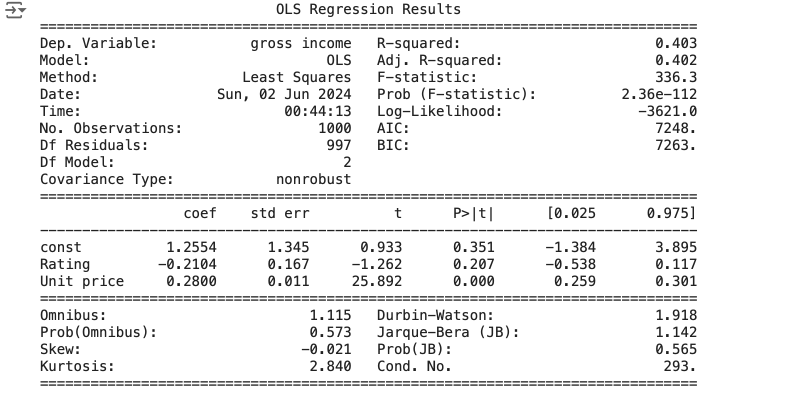 OLS Regression Results
==============================================================================
Dep. Variable:           gross income   R-squared:                       0.403
Model:                            OLS   Adj. R-squared:                  0.402
Method:                 Least Squares   F-statistic:                     336.3
Date:                Sun, 02 Jun 2024   Prob (F-statistic):          2.36e-112
Time:                        00:44:13   Log-Likelihood:                -3621.0
No. Observations:                1000   AIC:                             7248.
Df Residuals:                     997   BIC:                             7263.
Df Model:                           2
Covariance Type:            nonrobust
==============================================================================
                 coef    std err          t      P>|t|      [0.025      0.975]
------------------------------------------------------------------------------
const          1.2554      1.345      0.933      0.351      -1.384       3.895
Rating        -0.2104      0.167     -1.262      0.207      -0.538       0.117
Unit price     0.2800      0.011     25.892      0.000       0.259       0.301
==============================================================================
Omnibus:                        1.115   Durbin-Watson:                   1.918
Prob(Omnibus):                  0.573   Jarque-Bera (JB):                1.142
Skew:                          -0.021   Prob(JB):                        0.565
Kurtosis:                       2.840   Cond. No.                         293.
==============================================================================